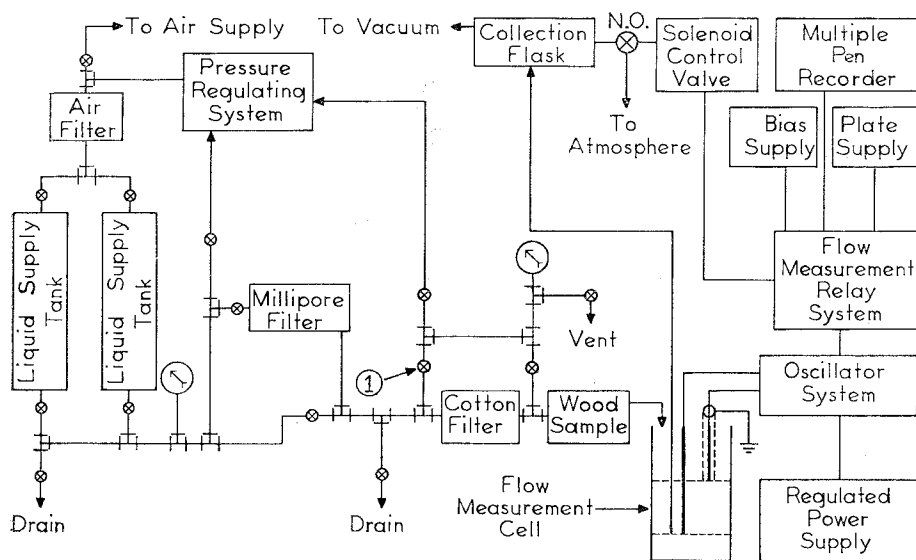 To Air Supply
To Vacuum
Collection
Flask
N.O.
Solenoid
Control
Valve
Multiple
Pen
Recorder
Pressure
Regulating
System
Air
Filter
To
Atmosphere
Bias
Supply
Plate
Supply
Liquid Supply
Tank
Liquid Supply
Tank
Millipore
Filter
Flow
Measurement
Relay
System
Vent
1
Cotton
Filter
Wood
Sample
Oscillator
System
Drain
Drain
Flow
Measurement
Cell
Regulated
Power
Supply